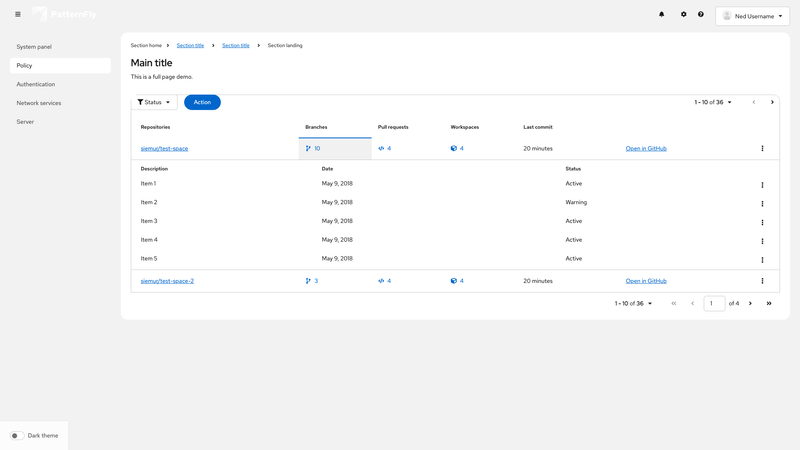 PatternFly
Ned Username
System panel
Policy
Authentication
Network services
Server
Section home Section title Section title Section landing
Main title
This is a full page demo.
Status Action 1 - 10 of 36
Repositories Branches Pull requests Workspaces Last commit
siemur/test-space 10 4 4 20 minutes Open in GitHub
Description Date Status
Item 1 May 9, 2018 Active
Item 2 May 9, 2018 Warning
Item 3 May 9, 2018 Active
Item 4 May 9, 2018 Active
Item 5 May 9, 2018 Active
siemur/test-space-2 3 4 4 20 minutes Open in GitHub
1 - 10 of 36 1 of 4
Dark theme